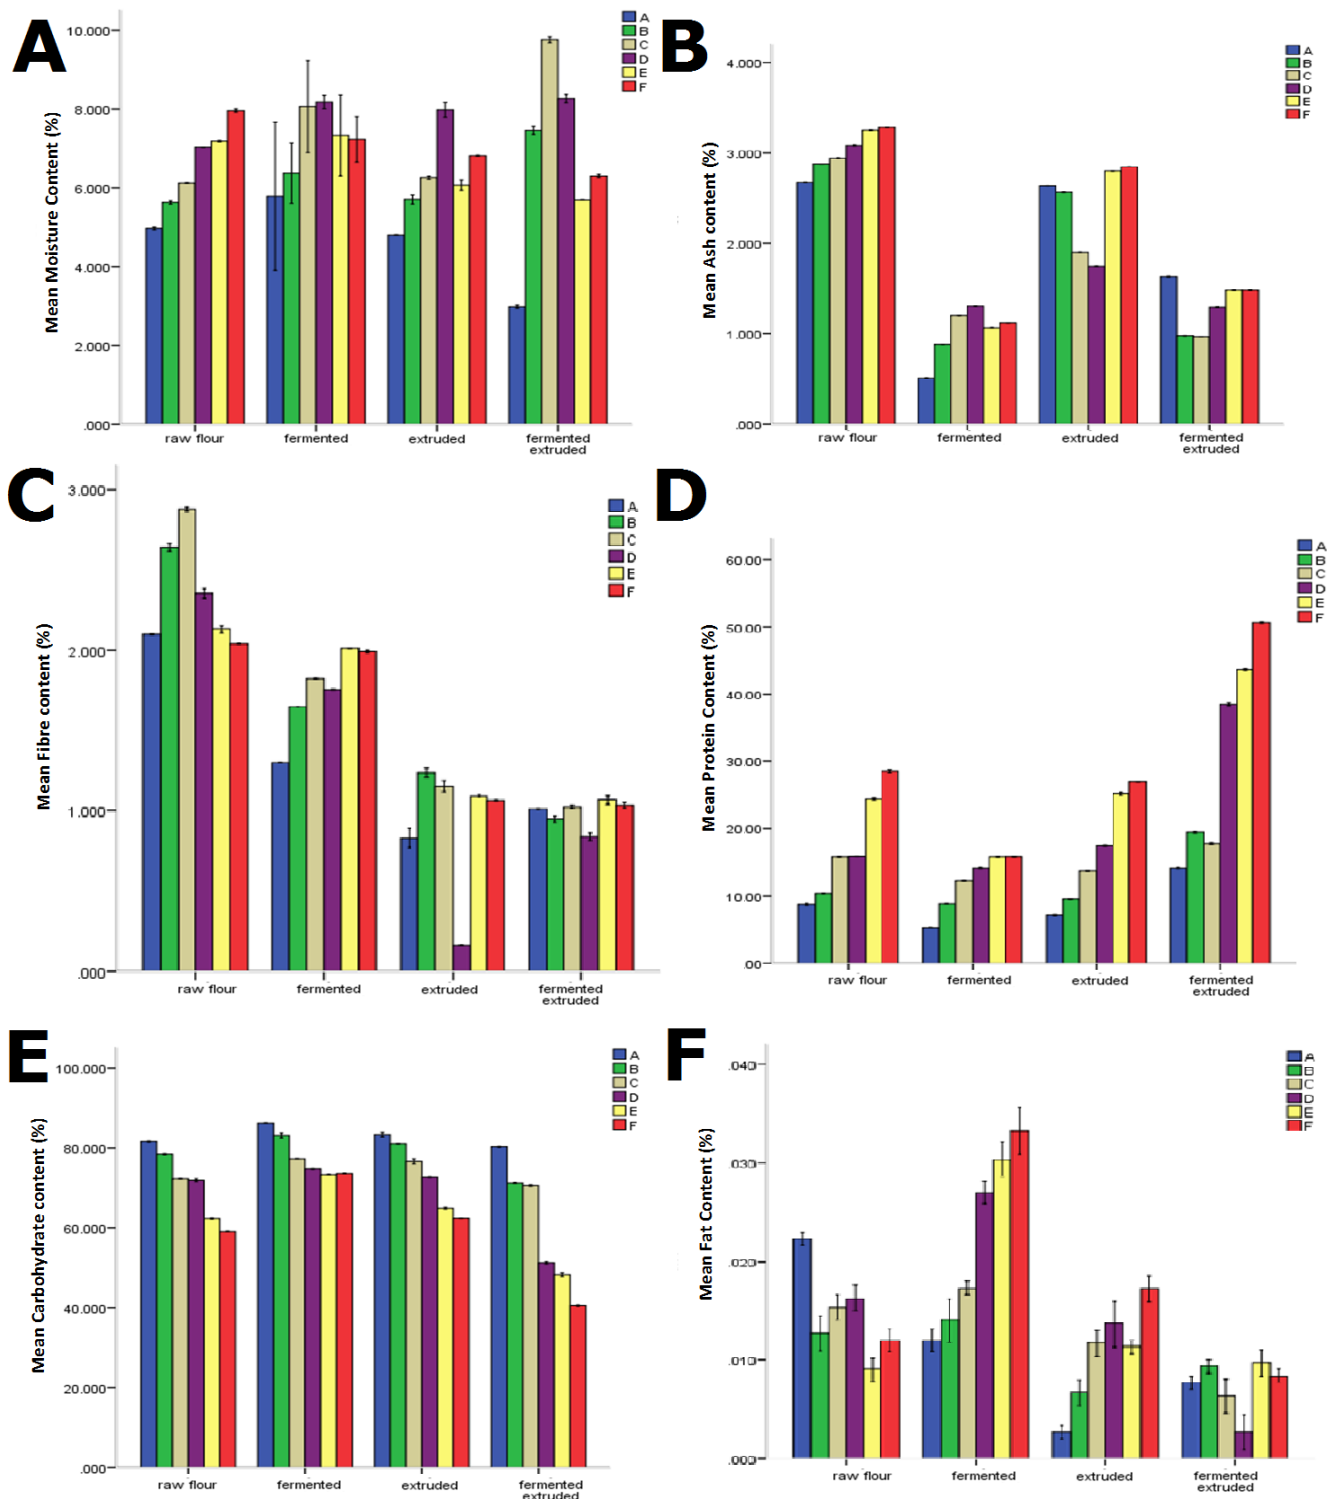 A
Mean Moisture Content (%)
10.000
8.000
6.000
4.000
2.000
.000
raw flour
fermented
extruded
fermented
extruded
A
B
C
D
E
F
B
Mean Ash content (%)
4.000
3.000
2.000
1.000
.000
raw flour
fermented
extruded
fermented
extruded
A
B
C
D
E
F
C
Mean Fibre content (%)
3.000
2.000
1.000
.000
raw flour
fermented
extruded
fermented
extruded
A
B
C
D
E
F
D
Mean Protein Content (%)
60.00
50.00
40.00
30.00
20.00
10.00
.00
raw flour
fermented
extruded
fermented
extruded
A
B
C
D
E
F
E
Mean Carbohydrate content (%)
100.000
80.000
60.000
40.000
20.000
.000
raw flour
fermented
extruded
fermented
extruded
A
B
C
D
E
F
F
Mean Fat Content (%)
.040
.030
.020
.010
.000
raw flour
fermented
extruded
fermented
extruded
A
B
C
D
E
F